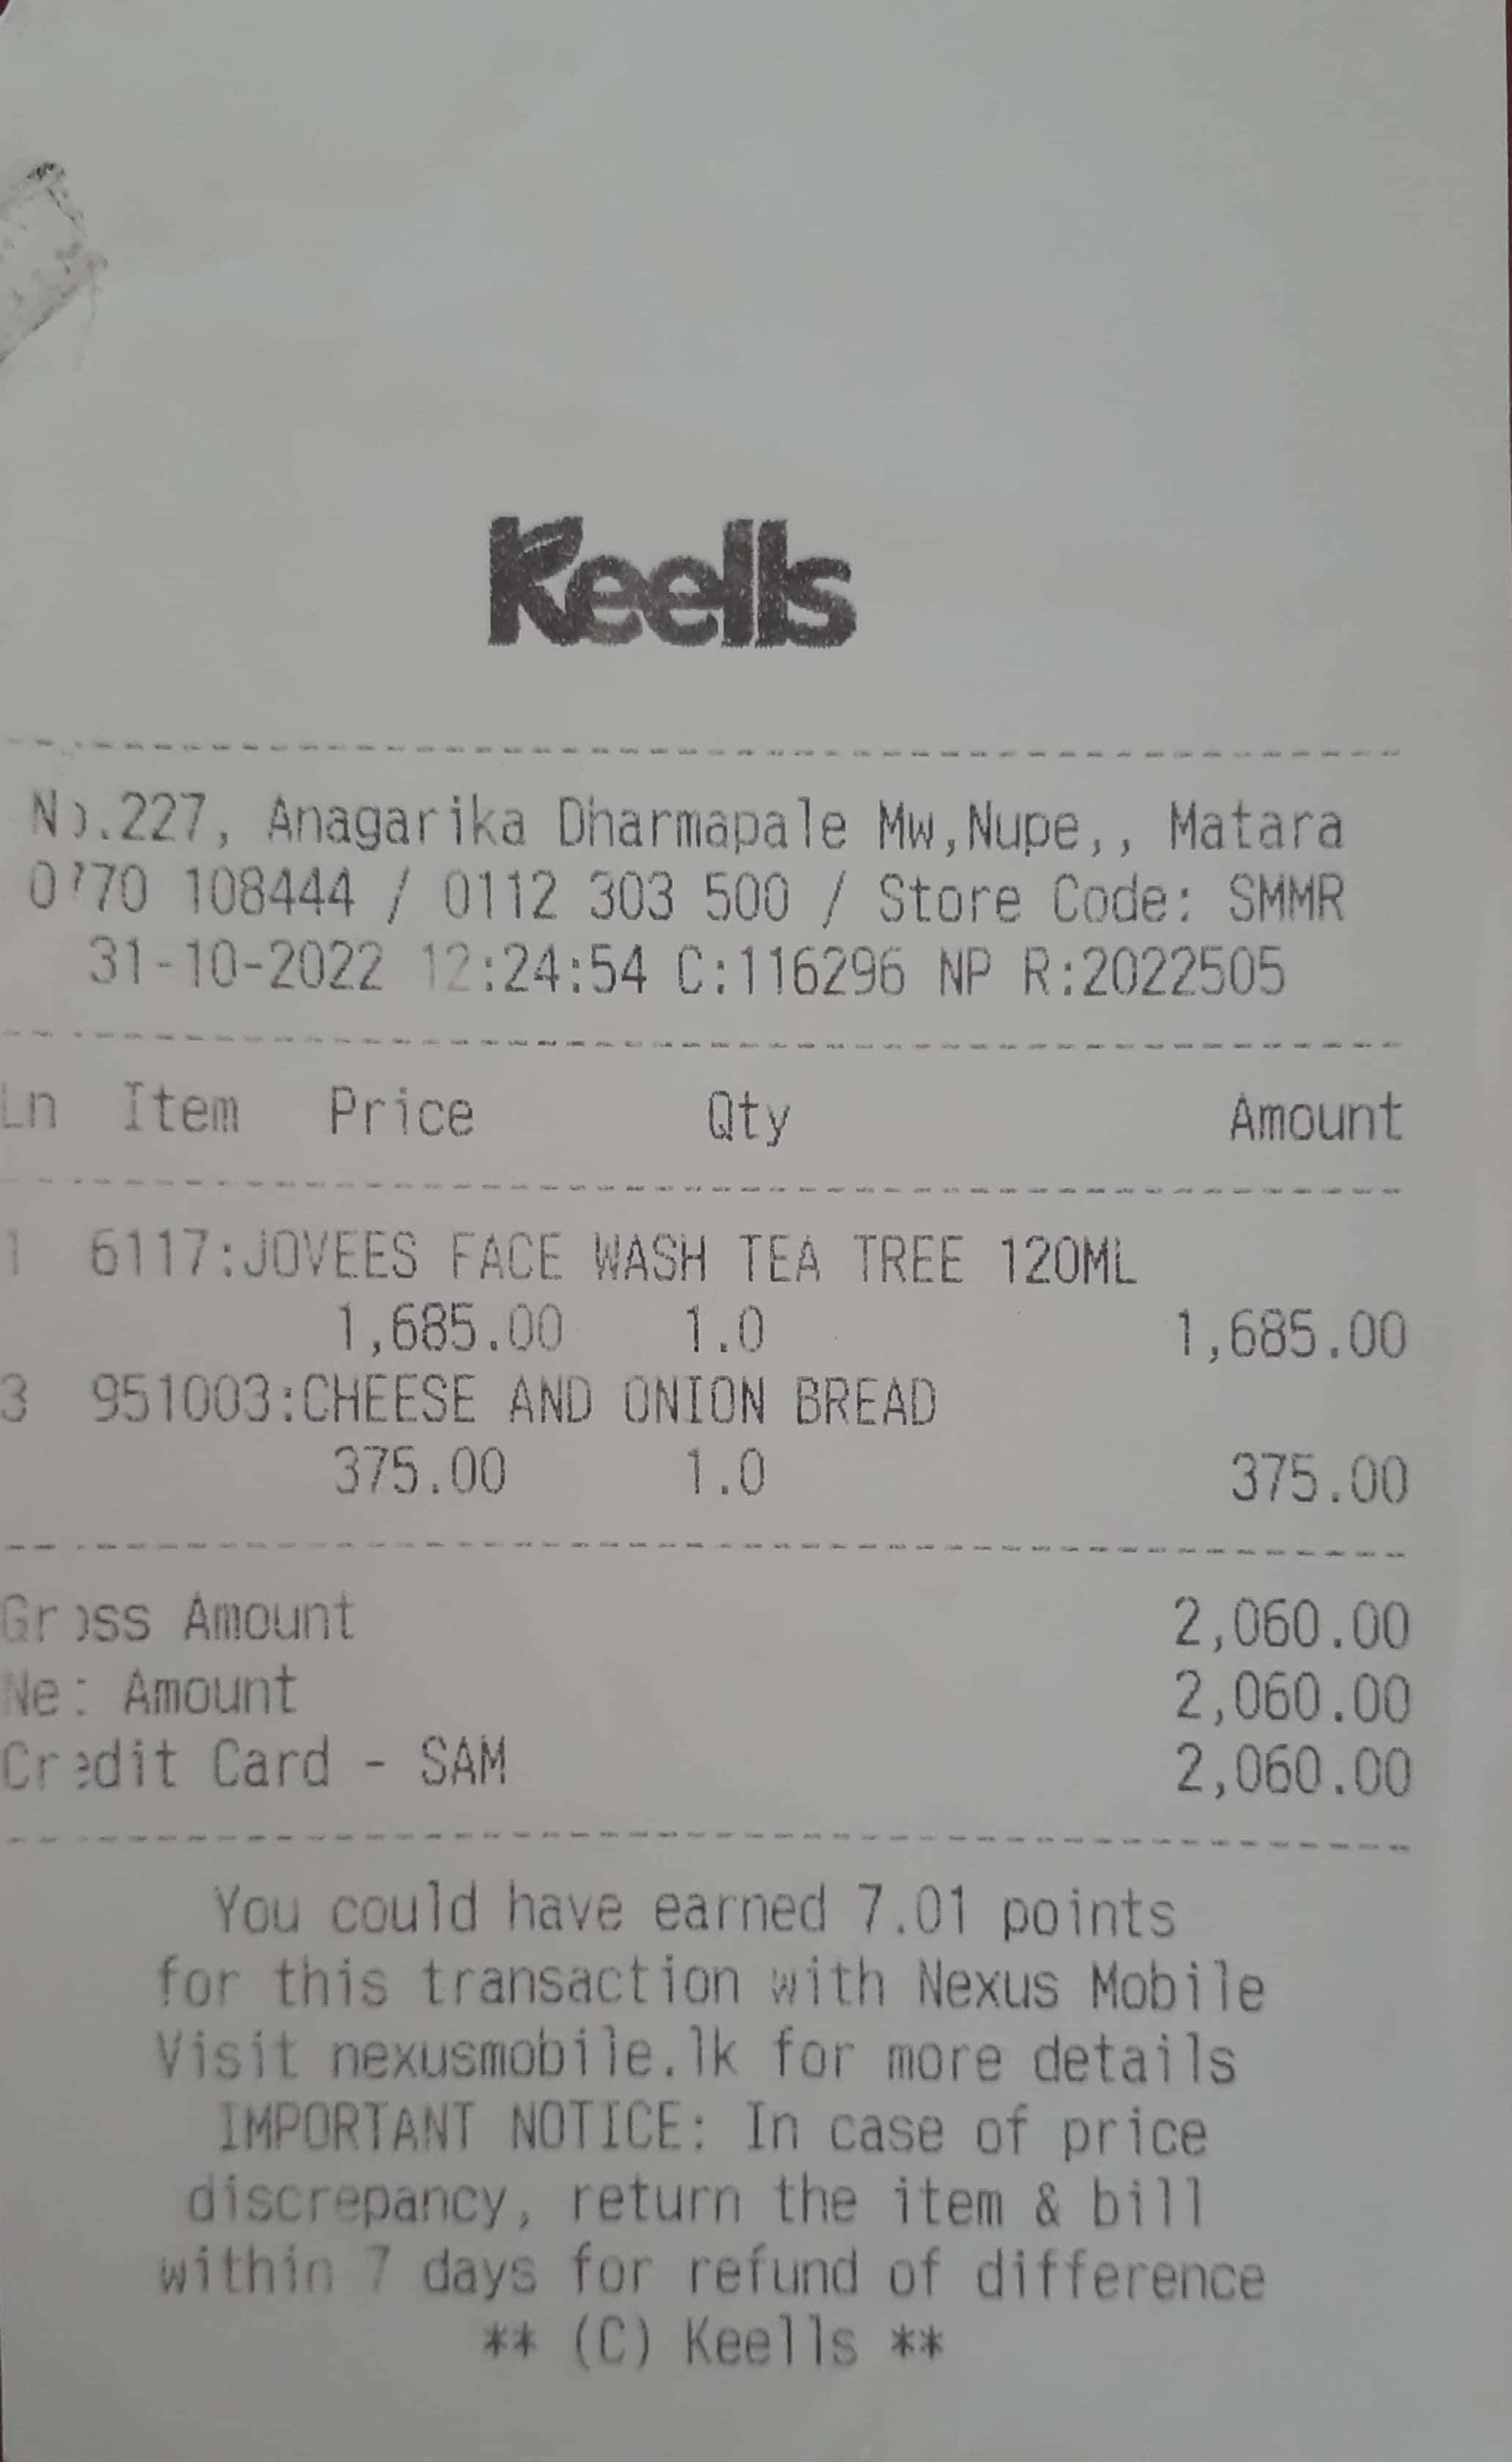 Keells
No.227, Anagarika Dharmapale Mw,Nupe,, Matara
0770 108444 / 0112 303 500 / Store Code: SMMR
31-10-2022 12:24:54 C:116296 NP R:2022505
Ln Item Price Qty Amount
1 6117:JOVEES FACE WASH TEA TREE 120ML
1,685.00 1.0 1,685.00
3 951003:CHEESE AND ONION BREAD
375.00 1.0 375.00
Gross Amount 2,060.00
Net Amount 2,060.00
Credit Card - SAM 2,060.00
You could have earned 7.01 points
for this transaction with Nexus Mobile
Visit nexusmobile.lk for more details
IMPORTANT NOTICE: In case of price
discrepancy, return the item & bill
within 7 days for refund of difference
** (C) Keells **